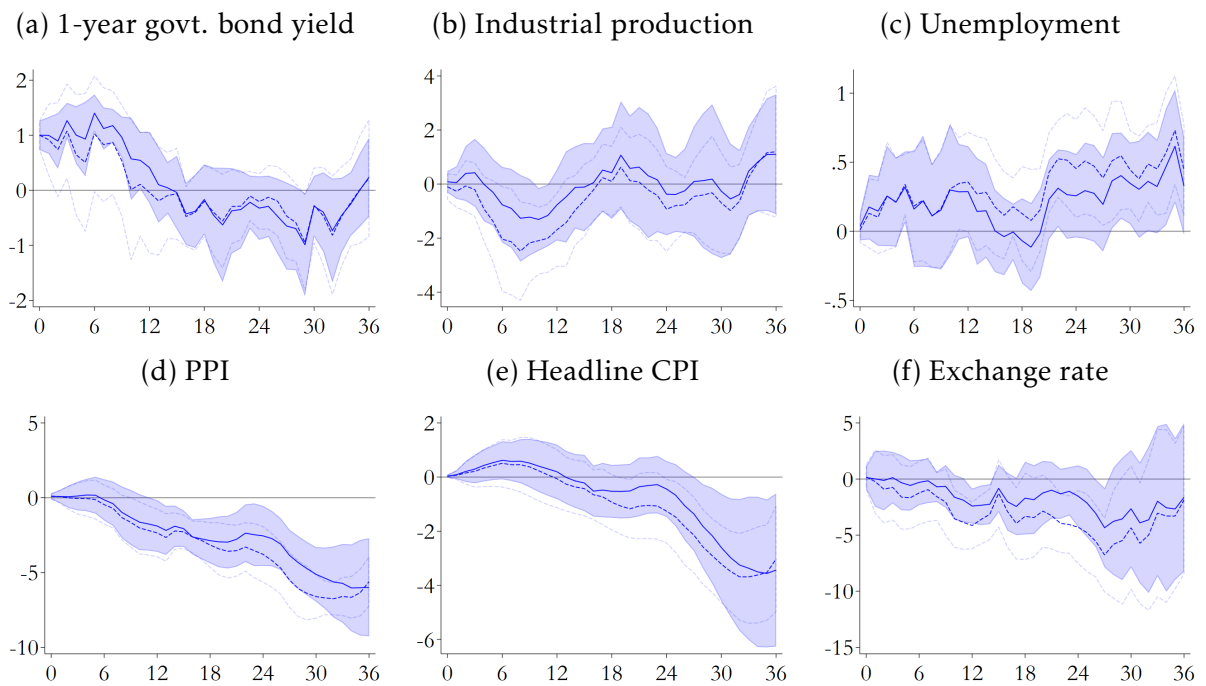 (a) 1-year govt. bond yield
(b) Industrial production
(c) Unemployment
2
1
0
-1
-2
0 6 12 18 24 30 36
4
2
0
-2
-4
0 6 12 18 24 30 36
1
.5
0
-.5
0 6 12 18 24 30 36
(d) PPI
(e) Headline CPI
(f) Exchange rate
5
0
-5
-10
0 6 12 18 24 30 36
2
0
-2
-4
-6
0 6 12 18 24 30 36
5
0
-5
-10
-15
0 6 12 18 24 30 36